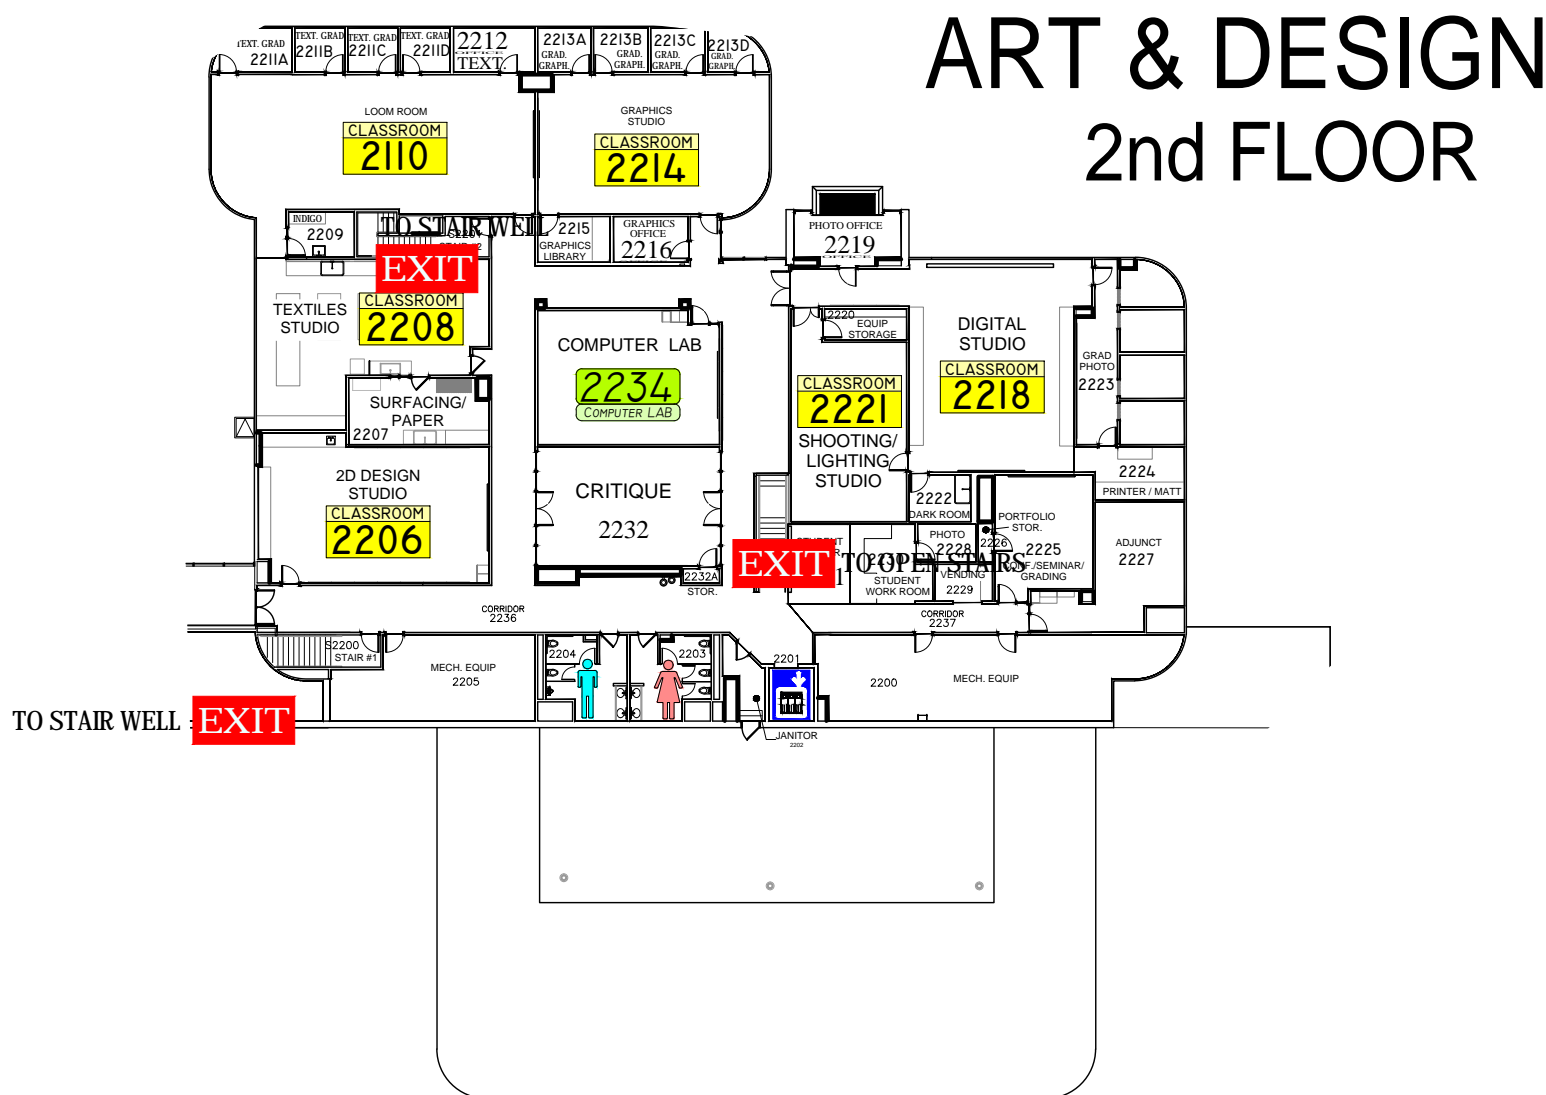 ART & DESIGN
2nd FLOOR
TEXT. GRAD
2211A
TEXT. GRAD
2211B
TEXT. GRAD
2211C
TEXT. GRAD
2211D
2212
OFFICE
TEXT.
2213A
GRAD.
GRAPH.
2213B
GRAD.
GRAPH.
2213C
GRAD.
GRAPH.
2213D
GRAD.
GRAPH.
LOOM ROOM
CLASSROOM
2110
GRAPHICS
STUDIO
CLASSROOM
2214
INDIGO
2209
TO STAIR WELL
EXIT
2215
GRAPHICS
LIBRARY
GRAPHICS
OFFICE
2216
PHOTO OFFICE
2219
OFFICE
TEXTILES
STUDIO
CLASSROOM
2208
COMPUTER LAB
2234
COMPUTER LAB
2220
EQUIP
STORAGE
DIGITAL
STUDIO
CLASSROOM
2218
GRAD
PHOTO
2223
CLASSROOM
2221
SHOOTING/
LIGHTING
STUDIO
SURFACING/
PAPER
2207
2D DESIGN
STUDIO
CLASSROOM
2206
CRITIQUE
2232
2232A
STOR.
2222
DARK ROOM
PORTFOLIO
STOR.
2224
PRINTER / MATT
PHOTO
2228
2226
2225
CONF./SEMINAR/
GRADING
ADJUNCT
2227
EXIT TO OPEN STAIRS
STUDENT
WORK ROOM
VENDING
2229
CORRIDOR
2236
CORRIDOR
2237
S2200
STAIR #1
MECH. EQUIP
2205
2204
2203
2201
2200
MECH. EQUIP
TO STAIR WELL EXIT
JANITOR
2202